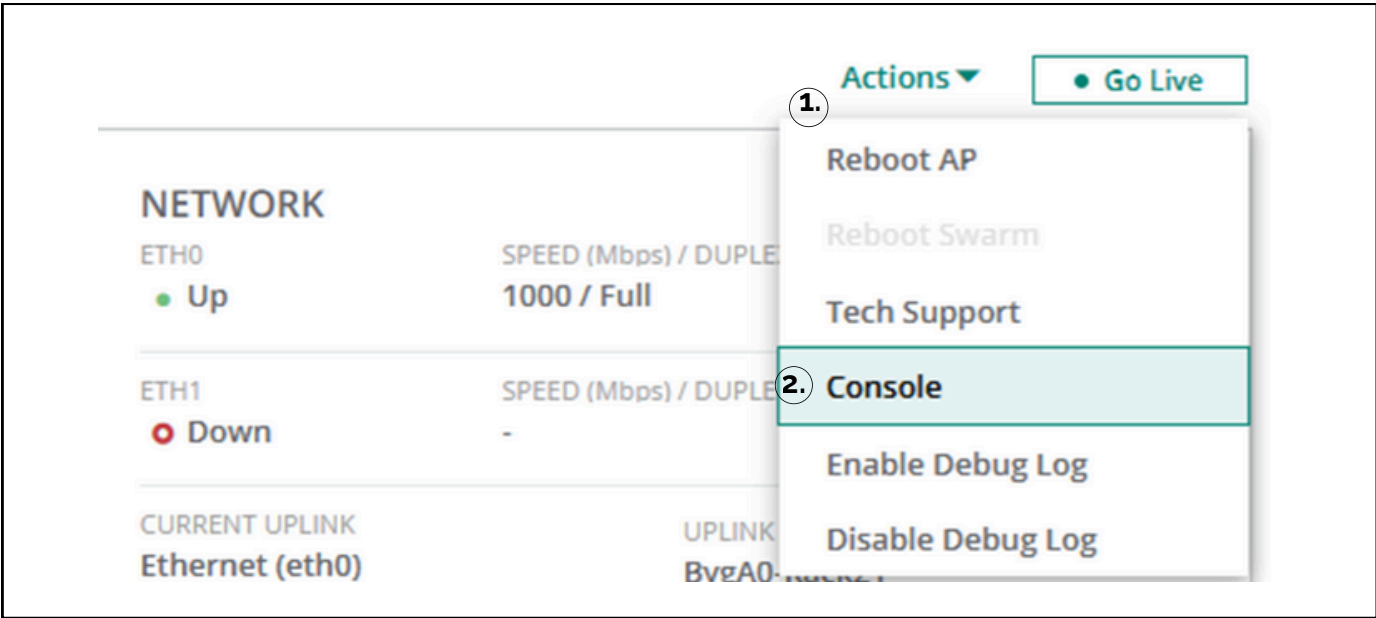 Actions
Go Live
1.
Reboot AP
NETWORK
Reboot Swarm
ETH0
SPEED (Mbps) / DUPLE
Up
1000 / Full
Tech Support
ETH1
SPEED (Mbps) / DUPLE
2.
Console
Down
-
Enable Debug Log
CURRENT UPLINK
UPLINK
Disable Debug Log
Ethernet (eth0)